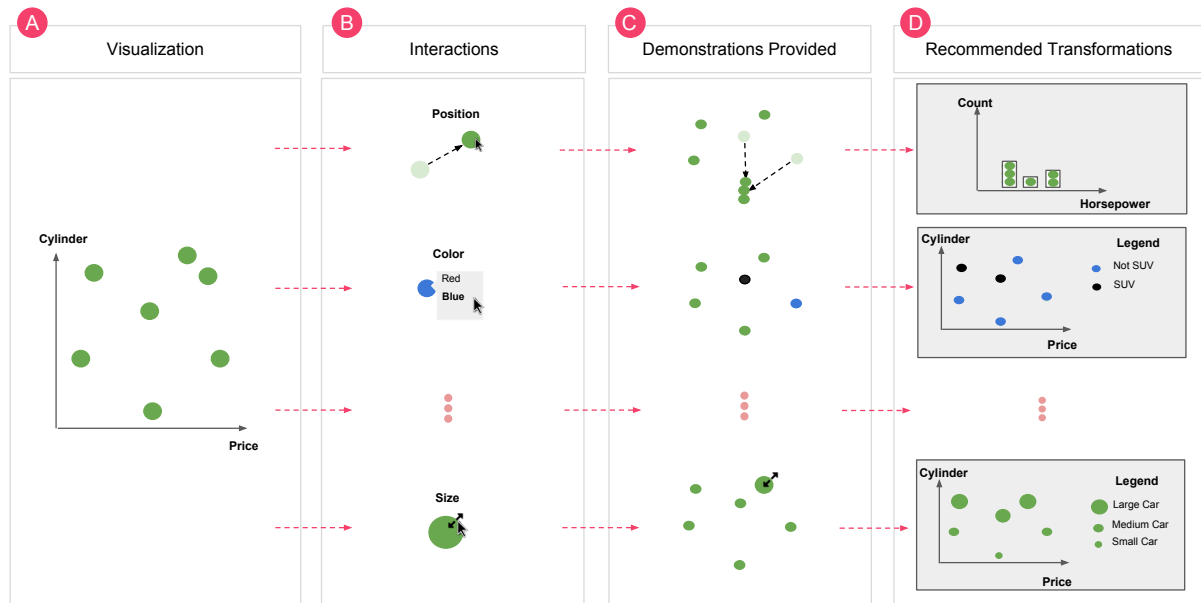 A
Visualization
B
Interactions
C
Demonstrations Provided
D
Recommended Transformations
Cylinder
Price
Position
Color
Red
Blue
Size
Count
Horsepower
Cylinder
Legend
Not SUV
SUV
Price
Cylinder
Legend
Large Car
Medium Car
Small Car
Price